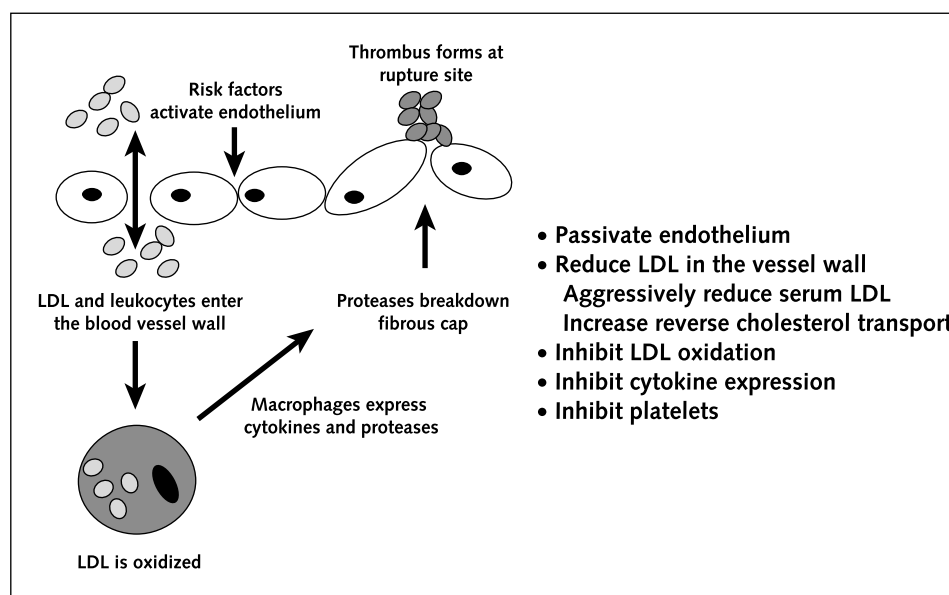 Thrombus forms at
rupture site
Risk factors
activate endothelium
LDL and leukocytes enter
the blood vessel wall
Proteases breakdown
fibrous cap
Macrophages express
cytokines and proteases
LDL is oxidized
• Passivate endothelium
• Reduce LDL in the vessel wall
Aggressively reduce serum LDL
Increase reverse cholesterol transport
• Inhibit LDL oxidation
• Inhibit cytokine expression
• Inhibit platelets